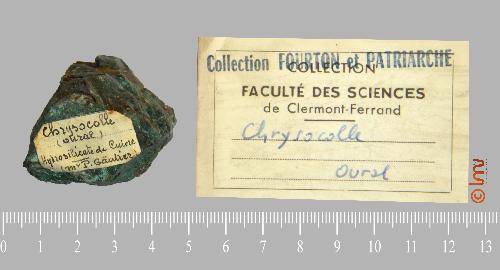 Chrysocolle
(oural)
Hydrosilicate de Cuivre
(Mr P. Gautier)
Collection FOURTON et PATRIARCHE
COLLECTION
FACULTÉ DES SCIENCES
de Clermont-Ferrand
Chrysocolle
Oural
© lmv
0 1 2 3 4 5 6 7 8 9 10 11 12 13